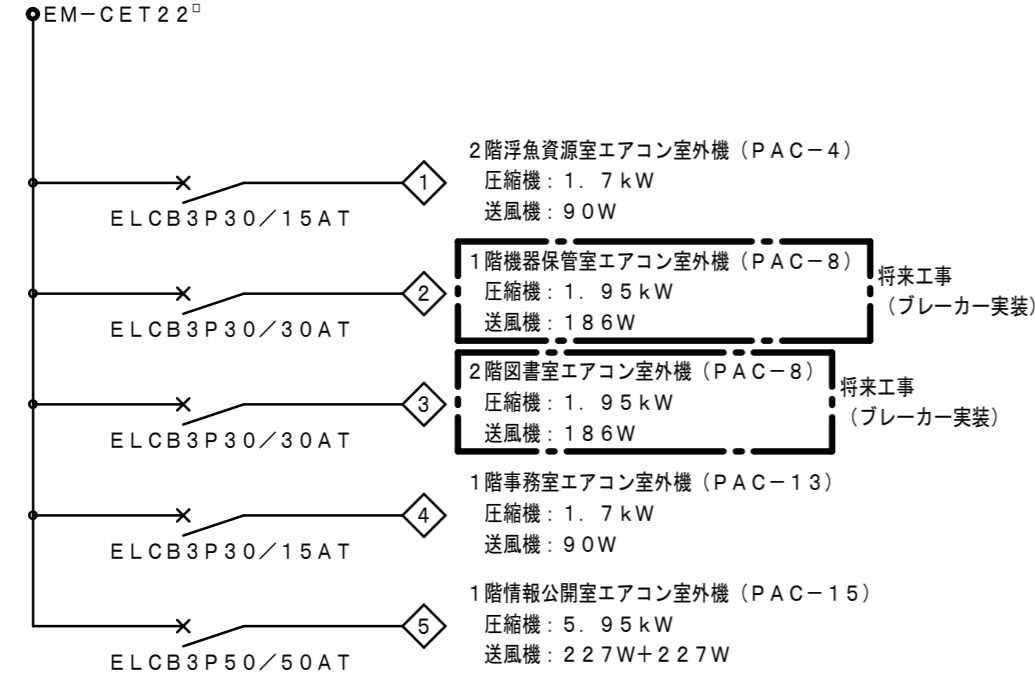 EM－CET22□
2階浮魚資源室エアコン室外機（PAC－4）
圧縮機：1．7kW
送風機：90W
1
ELCB3P30／15AT
1階機器保管室エアコン室外機（PAC－8）
圧縮機：1．95kW
送風機：186W
将来工事
（ブレーカー実装）
2
ELCB3P30／30AT
2階図書室エアコン室外機（PAC－8）
圧縮機：1．95kW
送風機：186W
将来工事
（ブレーカー実装）
3
ELCB3P30／30AT
1階事務室エアコン室外機（PAC－13）
圧縮機：1．7kW
送風機：90W
4
ELCB3P30／15AT
1階情報公開室エアコン室外機（PAC－15）
圧縮機：5．95kW
送風機：227W＋227W
5
ELCB3P50／50AT